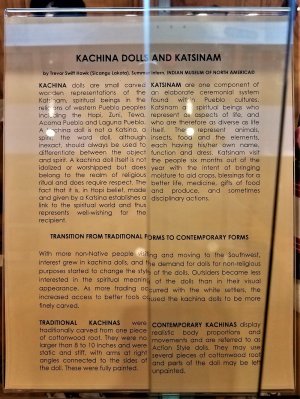 KACHINA DOLLS AND KATSINAM
by Trevor Swift Hawk (Sicangu Lakota), Summer Intern, INDIAN MUSEUM OF NORTH AMERICA©
KACHINA dolls are small carved
wooden representations of the
Katsinam, spiritual beings in the
religions of western Pueblo peoples
including the Hopi, Zuni, Tewa,
Acoma Pueblo and Laguna Pueblo.
A kachina doll is not a Katsina, a
spirit; the word doll, although
inexact, should always be used to
differentiate between the object
and spirit. A kachina doll itself is not
idolized or worshipped but does
belong to the realm of religious
ritual and does require respect. The
fact that it is, in Hopi belief, made
and given by a Katsina establishes a
link to the spiritual world and thus
represents well-wishing for the
recipient.
KATSINAM are one component of
an elaborate ceremonial system
found within Pueblo cultures.
Katsinam are spiritual beings who
represent all aspects of life, and
who are therefore as diverse as life
itself. They represent animals,
insects, food and the elements,
each having his/her own name,
function and dress. Katsinam visit
the people six months out of the
year with the intent of bringing
moisture to aid crops, blessings for a
better life, medicine, gifts of food
and produce, and sometimes
disciplinary actions.
TRANSITION FROM TRADITIONAL FORMS TO CONTEMPORARY FORMS
With more non-Native people visiting and moving to the Southwest,
interest grew in kachina dolls, and the demand for dolls for non-religious
purposes started to change the style of the dolls. Outsiders became less
interested in the spiritual meaning than in their visual
appearance. As more trading occurred with the white settlers, the
increased access to better tools caused the kachina dolls to be more
finely carved.
TRADITIONAL KACHINAS were
traditionally carved from one piece
of cottonwood root. They were no
larger than 8 to 10 inches and were
static and stiff, with arms at right
angles connected to the sides of
the doll. These were fully painted.
CONTEMPORARY KACHINAS display
realistic body proportions and
movements and are referred to as
Action Style dolls. They may use
several pieces of cottonwood root
and parts of the doll may be left
unpainted.